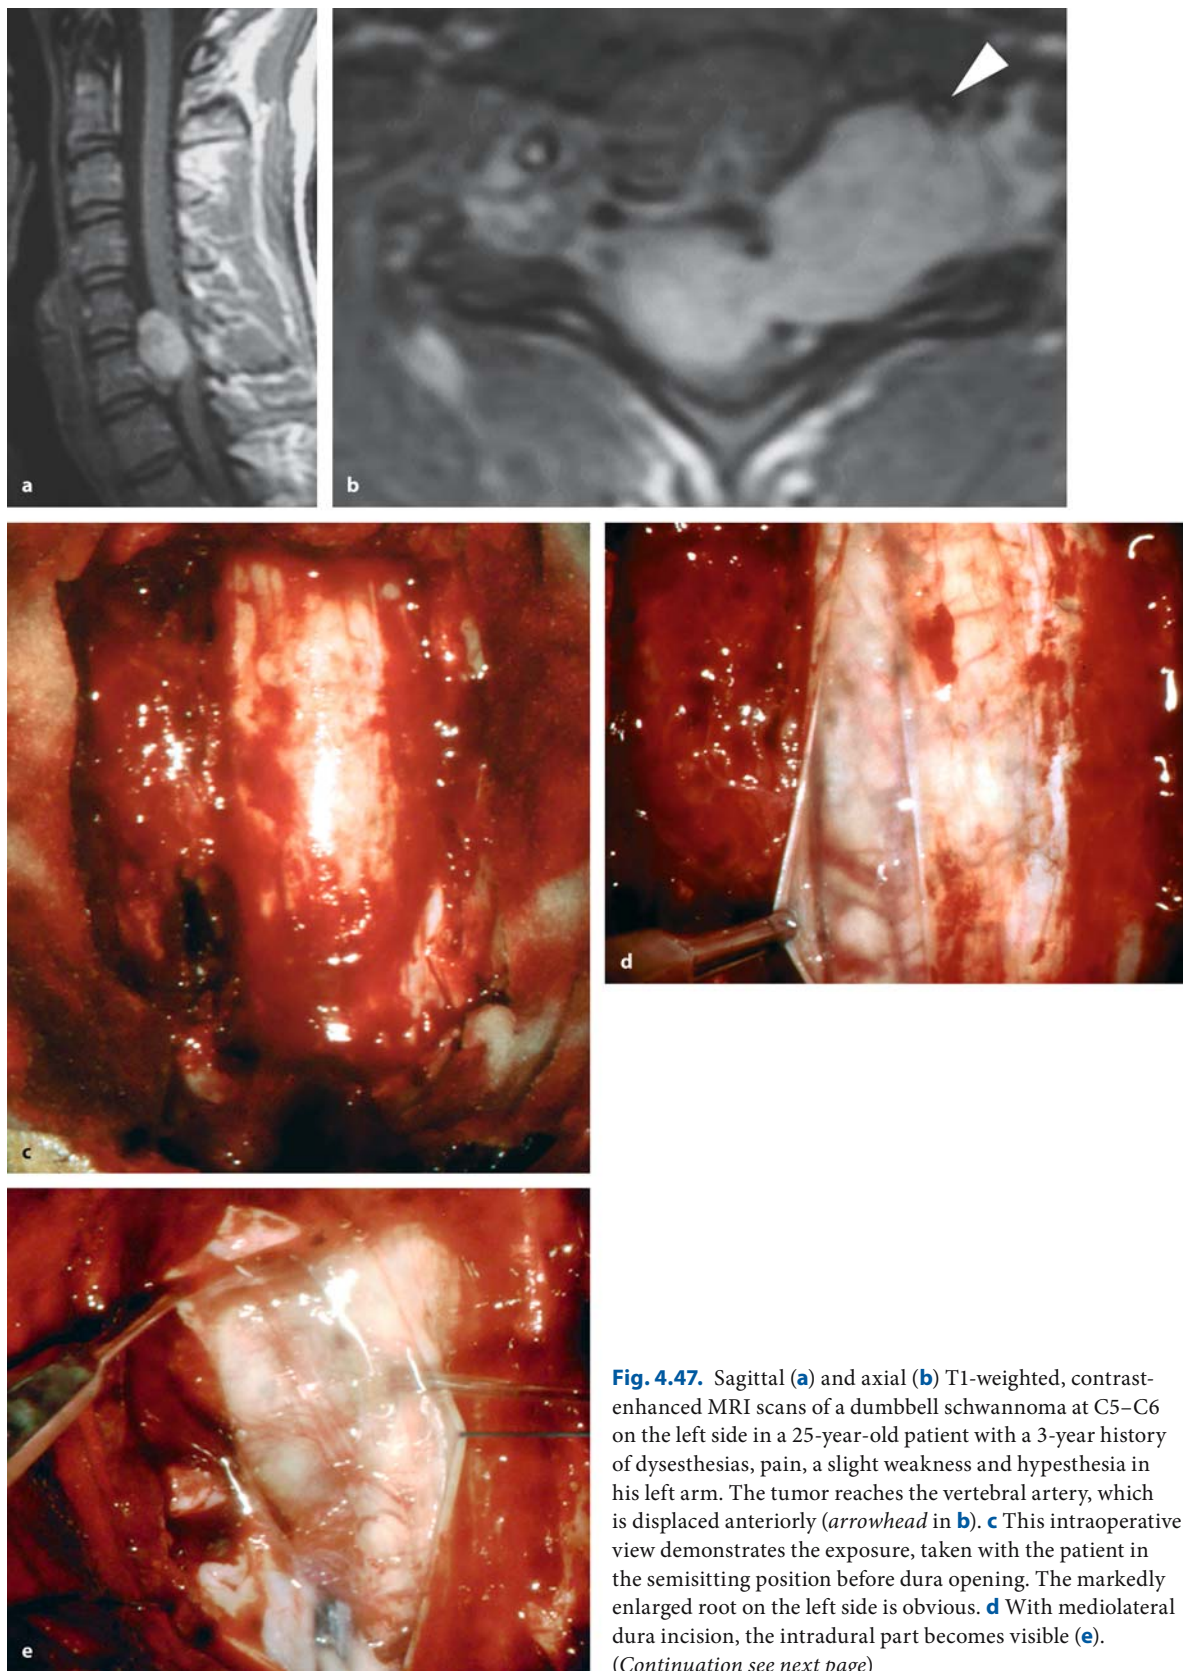 a
b
c
d
e
Fig. 4.47. Sagittal (a) and axial (b) T1-weighted, contrast-
enhanced MRI scans of a dumbbell schwannoma at C5–C6
on the left side in a 25-year-old patient with a 3-year history
of dysesthesias, pain, a slight weakness and hypesthesia in
his left arm. The tumor reaches the vertebral artery, which
is displaced anteriorly (arrowhead in b). c This intraoperative
view demonstrates the exposure, taken with the patient in
the semisitting position before dura opening. The markedly
enlarged root on the left side is obvious. d With mediolateral
dura incision, the intradural part becomes visible (e).
(Continuation see next page)